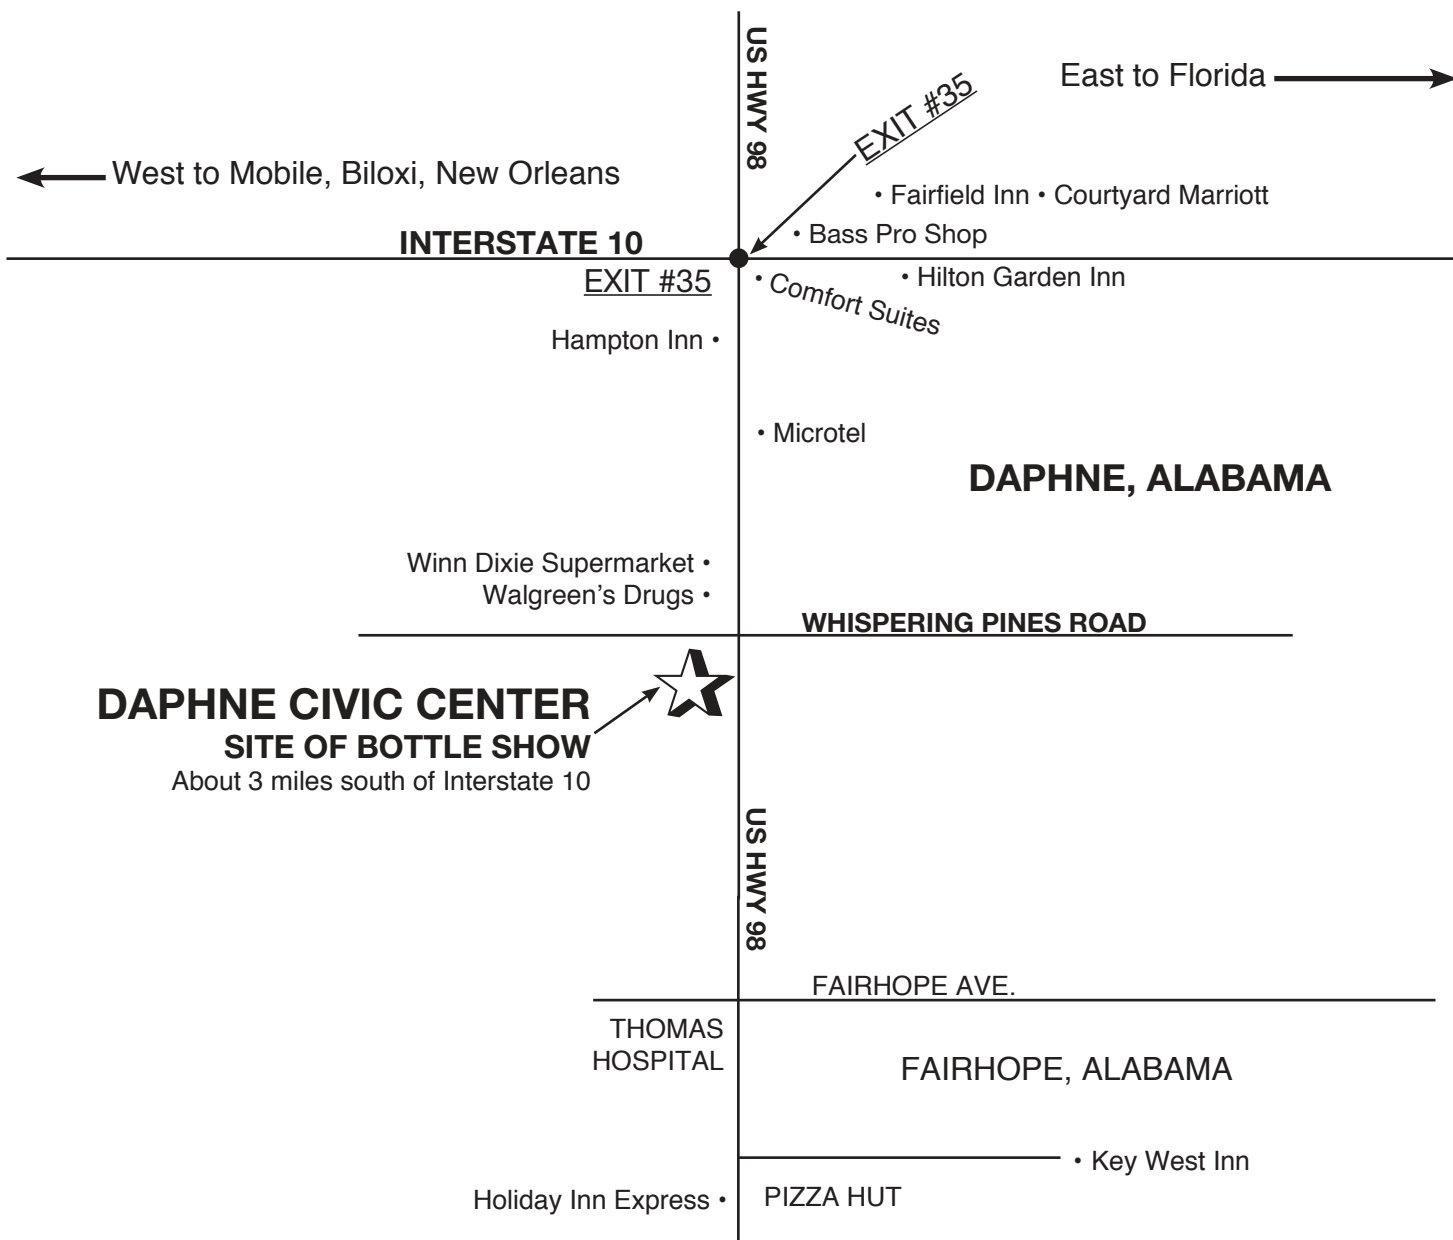 US HWY 98
East to Florida
EXIT #35
West to Mobile, Biloxi, New Orleans
• Fairfield Inn • Courtyard Marriott
• Bass Pro Shop
INTERSTATE 10
EXIT #35
• Comfort Suites
• Hilton Garden Inn
Hampton Inn •
• Microtel
DAPHNE, ALABAMA
Winn Dixie Supermarket •
Walgreen’s Drugs •
WHISPERING PINES ROAD
DAPHNE CIVIC CENTER
SITE OF BOTTLE SHOW
About 3 miles south of Interstate 10
US HWY 98
FAIRHOPE AVE.
THOMAS
HOSPITAL
FAIRHOPE, ALABAMA
• Key West Inn
Holiday Inn Express •
PIZZA HUT